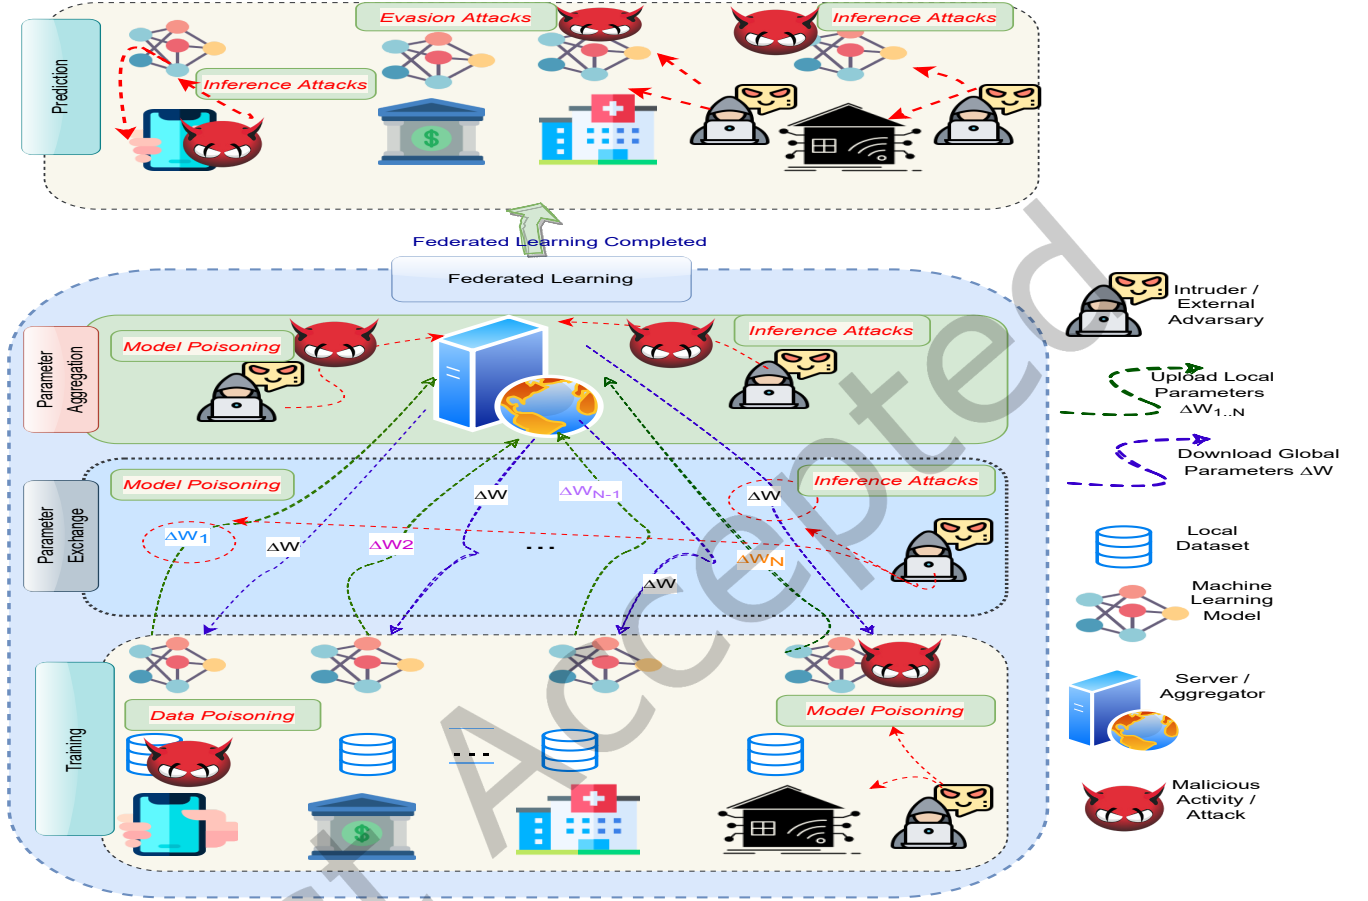 Evasion Attacks
Inference Attacks
Inference Attacks
Prediction
$
Federated Learning Completed
Federated Learning
Parameter
Aggregation
Model Poisoning
Inference Attacks
Parameter
Exchange
Model Poisoning
Inference Attacks
ΔW1
ΔW
ΔW2
ΔW
ΔWN-1
...
ΔW
ΔW
ΔWN
Training
Data Poisoning
Model Poisoning
...
$
Intruder /
External
Advarsary
Upload Local
Parameters
ΔW1..N
Download Global
Parameters ΔW
Local
Dataset
Machine
Learning
Model
Server /
Aggregator
Malicious
Activity /
Attack
Accepted